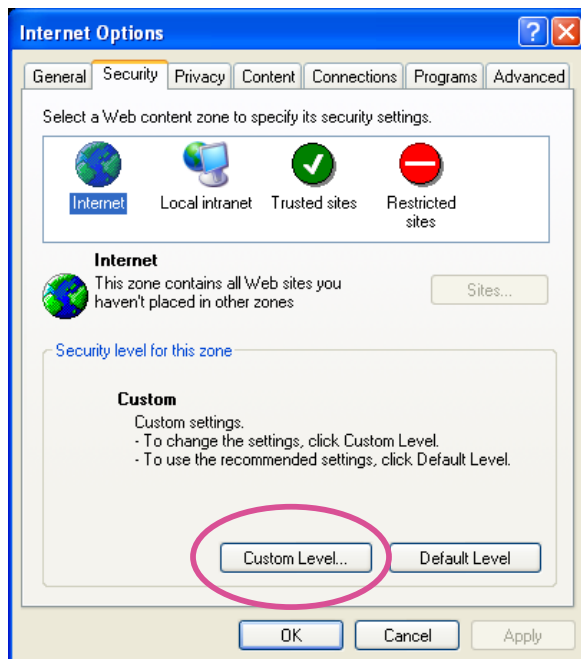 Internet Options
General Security Privacy Content Connections Programs Advanced
Select a Web content zone to specify its security settings.
Internet Local intranet Trusted sites Restricted
sites
Internet
This zone contains all Web sites you
haven't placed in other zones
Sites...
Security level for this zone
Custom
Custom settings.
- To change the settings, click Custom Level.
- To use the recommended settings, click Default Level.
Custom Level... Default Level
OK Cancel Apply